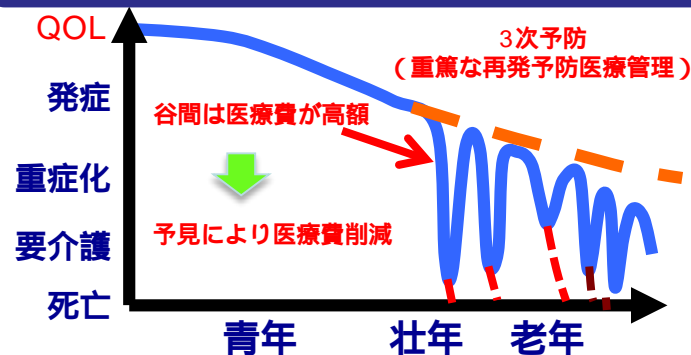 QOL
3次予防
(重篤な再発予防医療管理)
発症
谷間は医療費が高額
重症化
予見により医療費削減
要介護
死亡
青年
壮年
老年